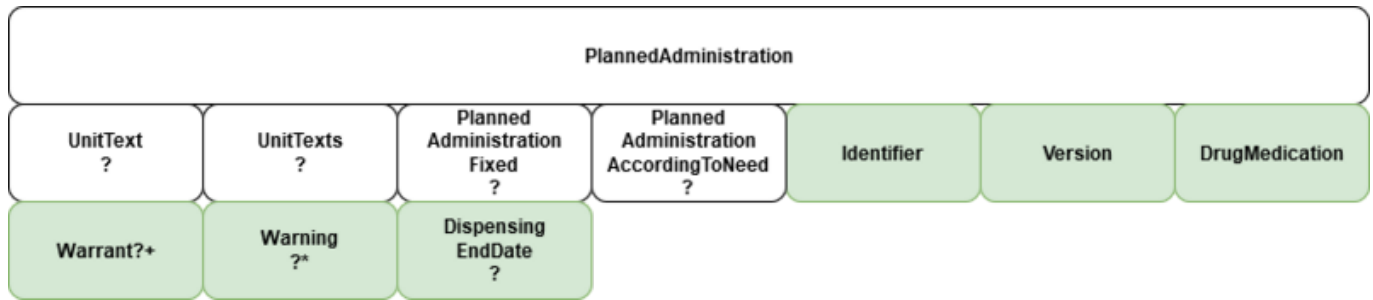 PlannedAdministration
UnitText
?
UnitTexts
?
Planned
Administration
Fixed
?
Planned
Administration
AccordingToNeed
?
Identifier
Version
DrugMedication
Warrant?+
Warning
?*
Dispensing
EndDate
?